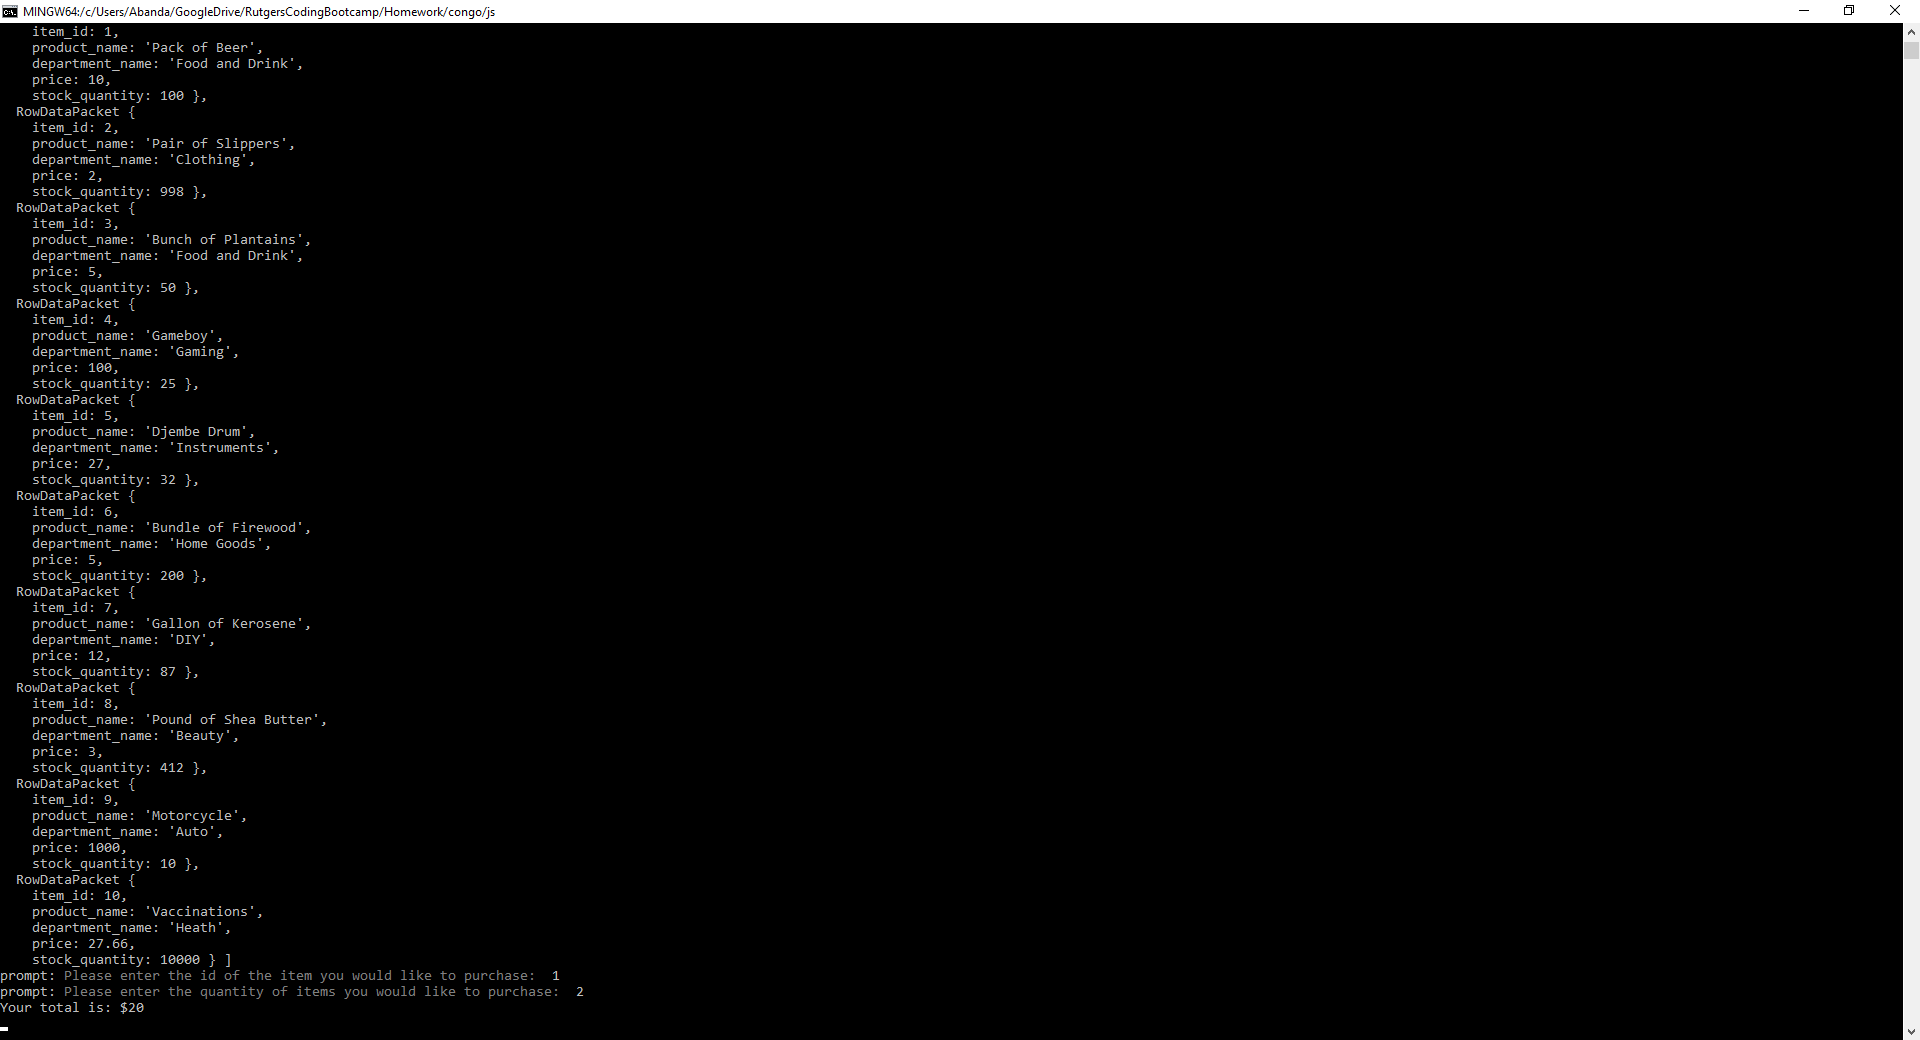 MINGW64:/c/Users/Abanda/GoogleDrive/RutgersCodingBootcamp/Homework/congo/js
    item_id: 1,
    product_name: 'Pack of Beer',
    department_name: 'Food and Drink',
    price: 10,
    stock_quantity: 100 },
  RowDataPacket {
    item_id: 2,
    product_name: 'Pair of Slippers',
    department_name: 'Clothing',
    price: 2,
    stock_quantity: 998 },
  RowDataPacket {
    item_id: 3,
    product_name: 'Bunch of Plantains',
    department_name: 'Food and Drink',
    price: 5,
    stock_quantity: 50 },
  RowDataPacket {
    item_id: 4,
    product_name: 'Gameboy',
    department_name: 'Gaming',
    price: 100,
    stock_quantity: 25 },
  RowDataPacket {
    item_id: 5,
    product_name: 'Djembe Drum',
    department_name: 'Instruments',
    price: 27,
    stock_quantity: 32 },
  RowDataPacket {
    item_id: 6,
    product_name: 'Bundle of Firewood',
    department_name: 'Home Goods',
    price: 5,
    stock_quantity: 200 },
  RowDataPacket {
    item_id: 7,
    product_name: 'Gallon of Kerosene',
    department_name: 'DIY',
    price: 12,
    stock_quantity: 87 },
  RowDataPacket {
    item_id: 8,
    product_name: 'Pound of Shea Butter',
    department_name: 'Beauty',
    price: 3,
    stock_quantity: 412 },
  RowDataPacket {
    item_id: 9,
    product_name: 'Motorcycle',
    department_name: 'Auto',
    price: 1000,
    stock_quantity: 10 },
  RowDataPacket {
    item_id: 10,
    product_name: 'Vaccinations',
    department_name: 'Heath',
    price: 27.66,
    stock_quantity: 10000 } ]
prompt: Please enter the id of the item you would like to purchase:  1
prompt: Please enter the quantity of items you would like to purchase:  2
Your total is: $20